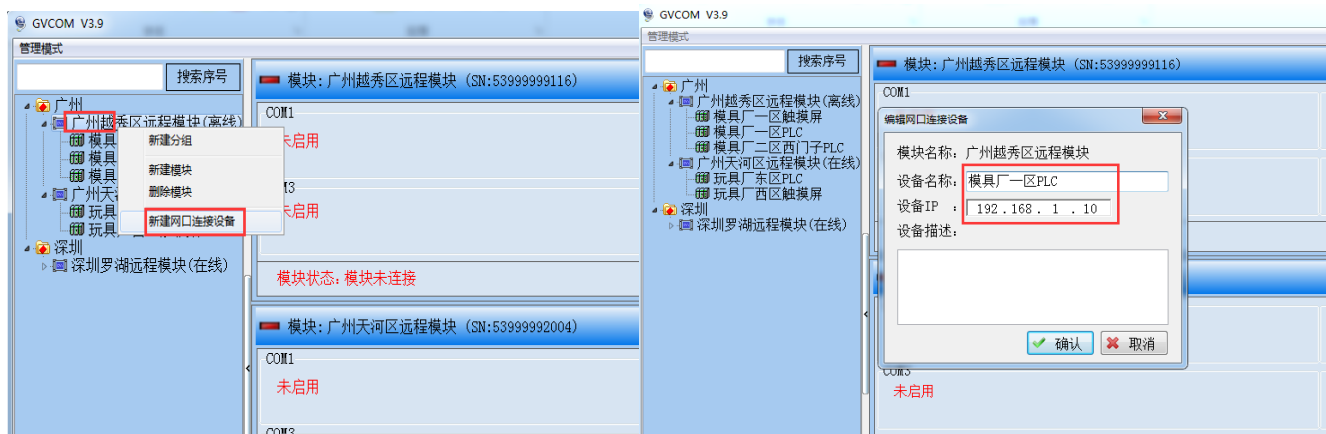 GVCOM V3.9
管理模式
搜索序号
广州
广州越秀区远程模块(离线)
模具
模具
模具
广州天
玩具
玩具
深圳
深圳罗湖远程模块(在线)
新建分组
新建模块
删除模块
新建网口连接设备
模块:广州越秀区远程模块 (SN:53999999116)
COM1
未启用
M3
未启用
模块状态:模块未连接
模块:广州天河区远程模块 (SN:53999992004)
COM1
未启用
COM3
GVCOM V3.9
管理模式
搜索序号
广州
广州越秀区远程模块(离线)
模具厂一区触摸屏
模具厂一区PLC
模具厂二区西门子PLC
广州天河区远程模块(在线)
玩具厂东区PLC
玩具厂西区触摸屏
深圳
深圳罗湖远程模块(在线)
模块:广州越秀区远程模块 (SN:53999999116)
COM1
编辑网口连接设备
模块名称:广州越秀区远程模块
设备名称:模具厂一区PLC
设备IP :192.168. 1 . 10
设备描述:
确认
取消
COM3
未启用